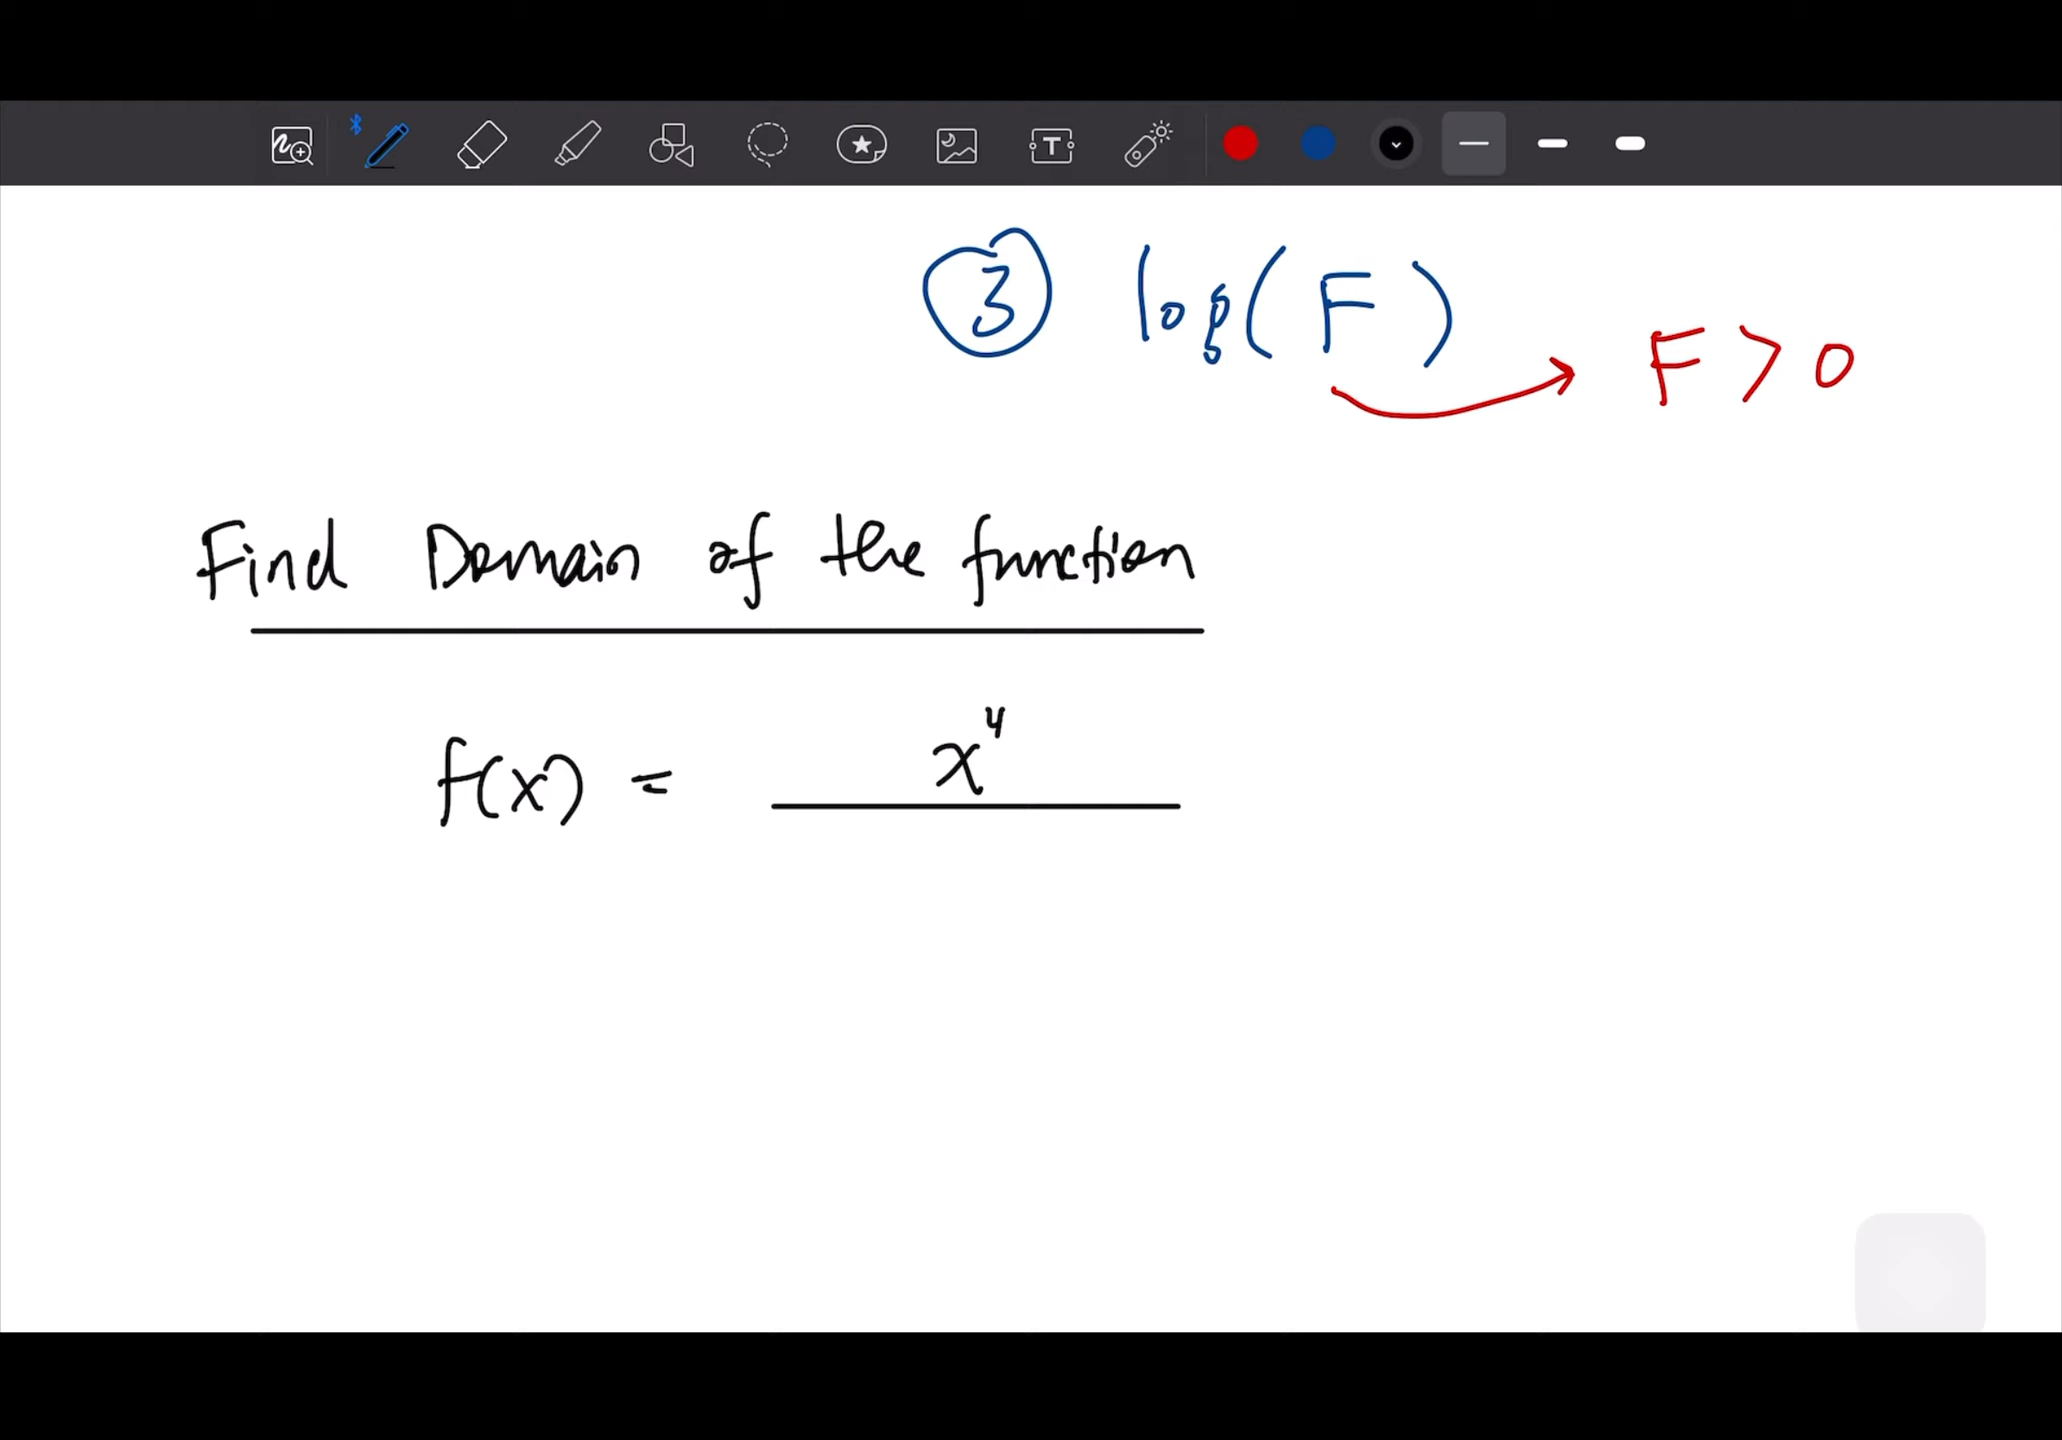 ③ log(F)
F > 0
Find Domain of the function
f(x) = x⁴